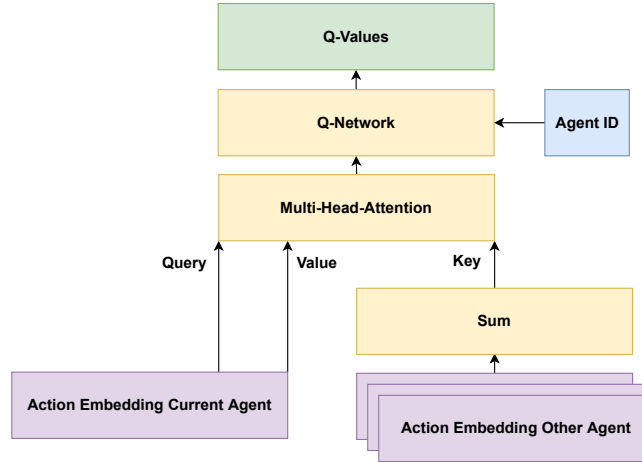 Q-Values
Q-Network
Agent ID
Multi-Head-Attention
Query
Value
Key
Sum
Action Embedding Current Agent
Action Embedding Other Agent